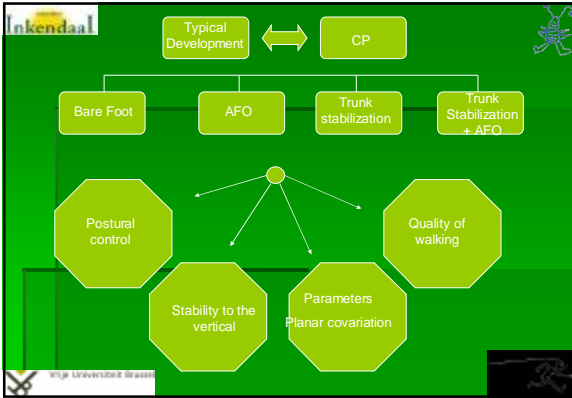 Inkendaal
Typical
Development
CP
Bare Foot
AFO
Trunk
stabilization
Trunk
Stabilization
+ AFO
Postural
control
Quality of
walking
Stability to the
vertical
Parameters
Planar covariation
Vrije Universiteit Brussel